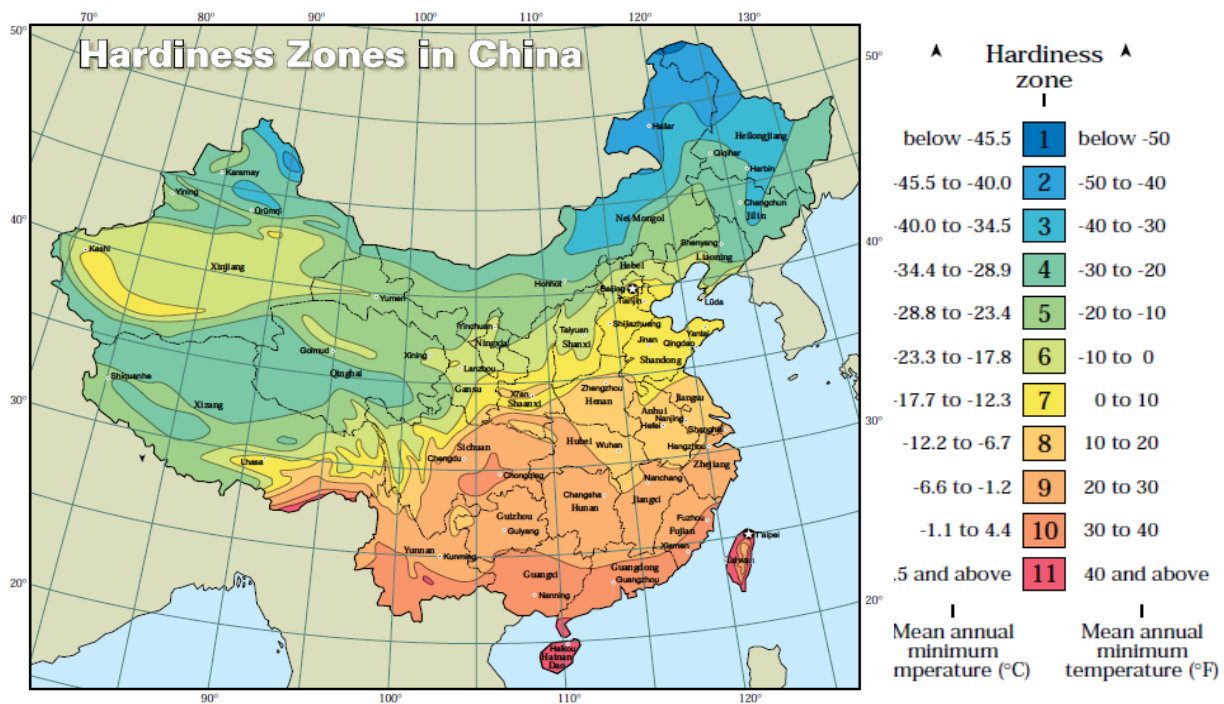 70°
80°
90°
100°
110°
120°
130°
50°
40°
30°
20°
50°
40°
30°
20°
90°
100°
110°
120°
Hardiness Zones in China
Hailar
Heilongjiang
Qiqihar
Harbin
Karamay
Yining
Ürümqi
Changchun
Jilin
Nei Mongol
Shenyang
Liaoning
Kashi
Xinjiang
Hebei
Hohhot
Beijing
Tianjin
Yumen
Lüda
Yinchuan
Taiyuan
Shijiazhuang
Yantai
Ningxia
Shanxi
Jinan
Qingdao
Golmud
Xining
Lanzhou
Shandong
Qinghai
Shiquanhe
Gansu
Zhengzhou
Xi'an
Shaanxi
Henan
Jiangsu
Xizang
Anhui
Nanjing
Hefei
Shanghai
Lhasa
Sichuan
Hubei
Wuhan
Hangzhou
Chengdu
Zhejiang
Chongqing
Nanchang
Changsha
Hunan
Jiangxi
Guizhou
Guiyang
Fuzhou
Fujian
Yunnan
Kunming
Xiamen
T'aipei
Taiwan
Guangxi
Guangdong
Guangzhou
Nanning
Haikou
Hainan
Dao
Hardiness
zone
below -45.5 1 below -50
-45.5 to -40.0 2 -50 to -40
-40.0 to -34.5 3 -40 to -30
-34.4 to -28.9 4 -30 to -20
-28.8 to -23.4 5 -20 to -10
-23.3 to -17.8 6 -10 to 0
-17.7 to -12.3 7 0 to 10
-12.2 to -6.7 8 10 to 20
-6.6 to -1.2 9 20 to 30
-1.1 to 4.4 10 30 to 40
.5 and above 11 40 and above
Mean annual
minimum
mperature (°C)
Mean annual
minimum
temperature (°F)